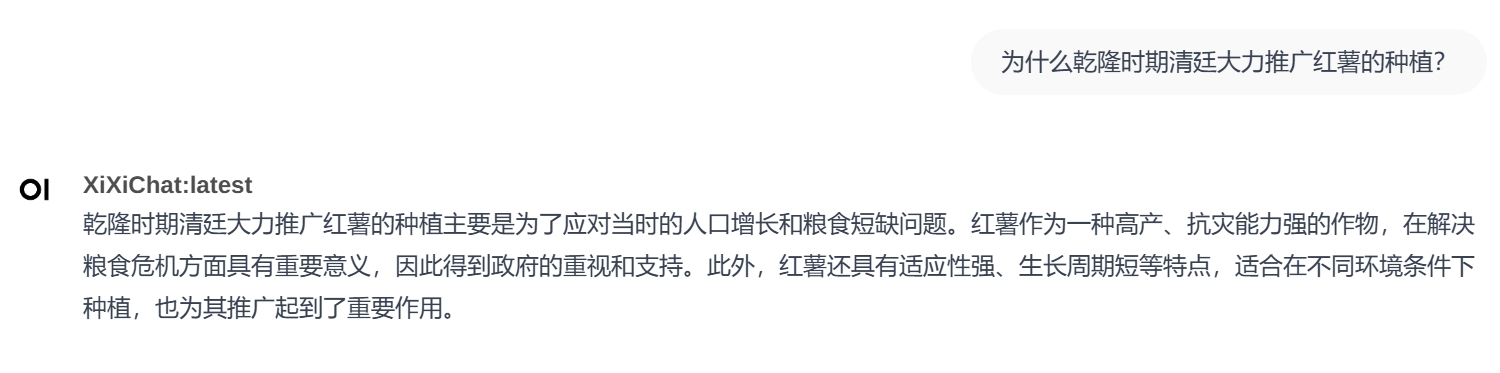 为什么乾隆时期清廷大力推广红薯的种植？
OI
XiXiChat:latest
乾隆时期清廷大力推广红薯的种植主要是为了应对当时的人口增长和粮食短缺问题。红薯作为一种高产、抗灾能力强的作物，在解决
粮食危机方面具有重要意义，因此得到政府的重视和支持。此外，红薯还具有适应性强、生长周期短等特点，适合在不同环境条件下
种植，也为其推广起到了重要作用。